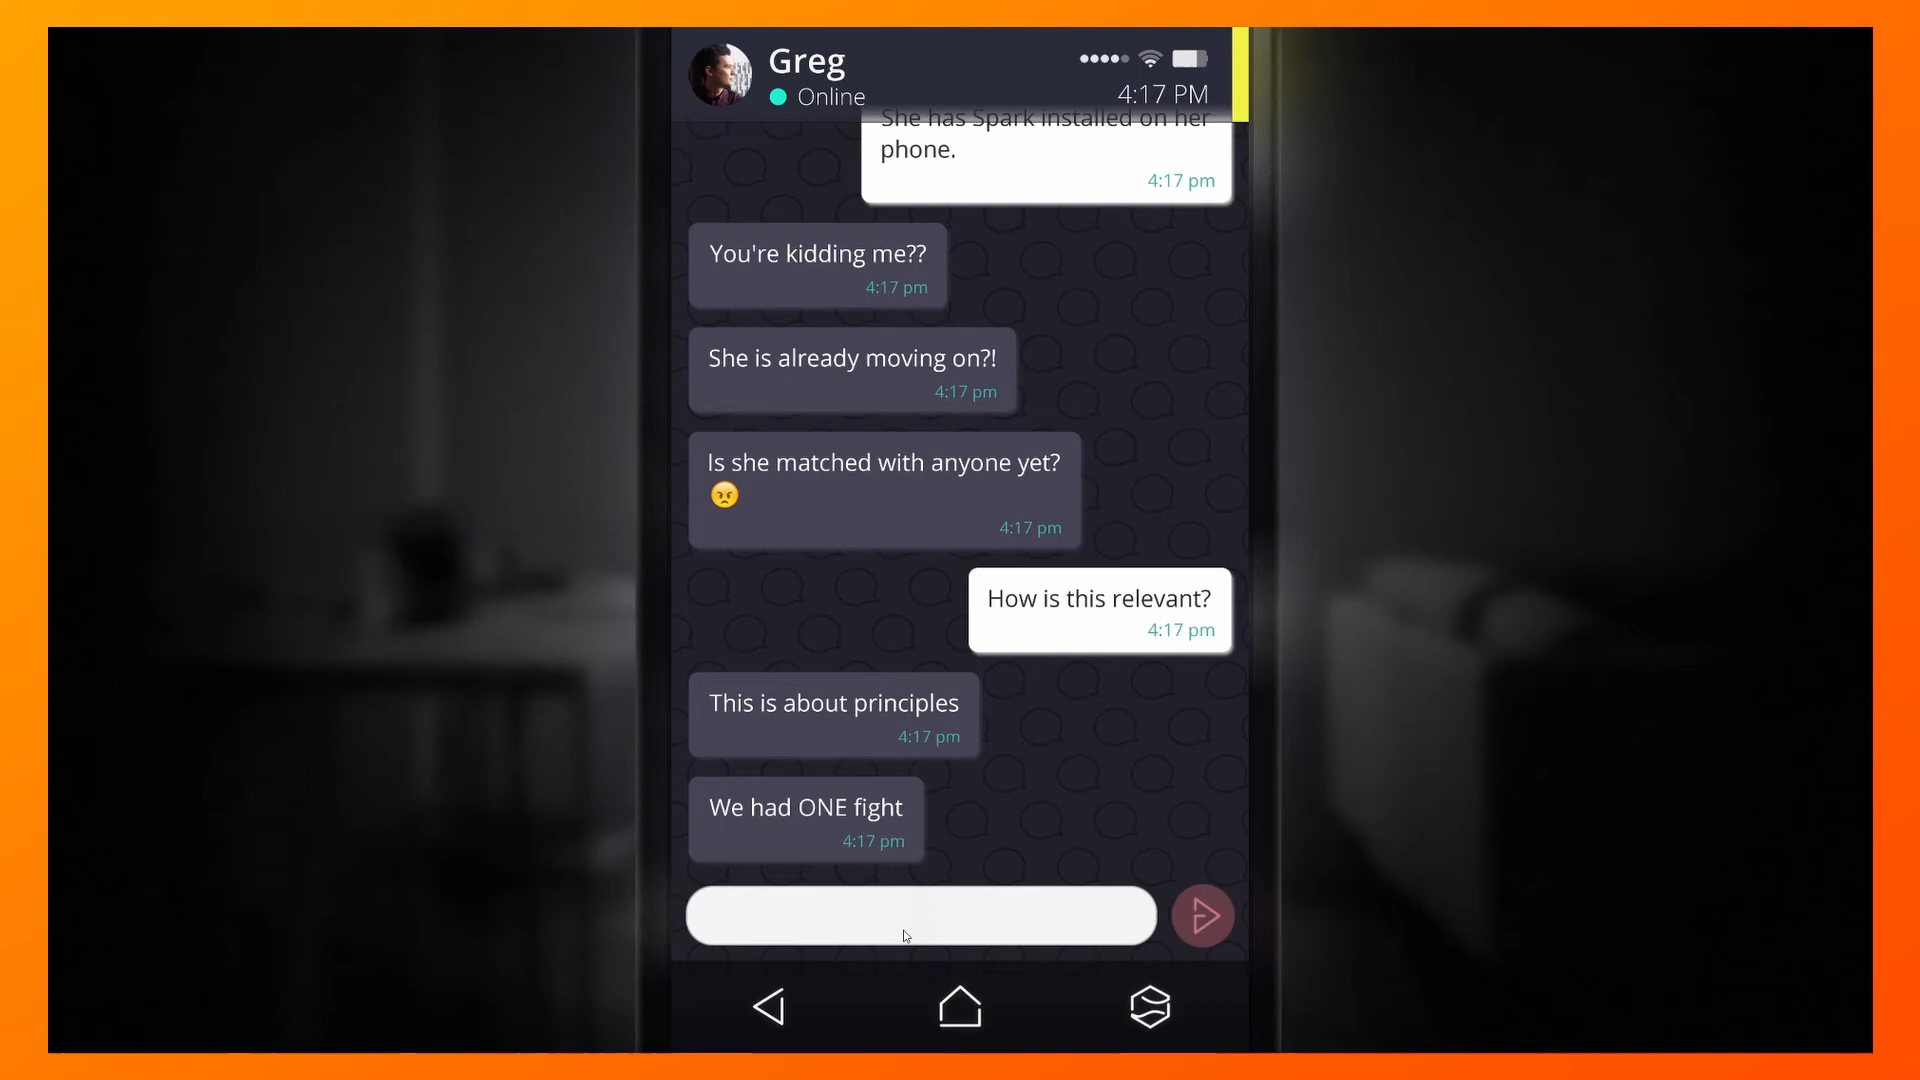 Greg
Online
4:17 PM
She has Spark installed on her
phone.
4:17 pm
You're kidding me??
4:17 pm
She is already moving on?!
4:17 pm
Is she matched with anyone yet?
😠
4:17 pm
How is this relevant?
4:17 pm
This is about principles
4:17 pm
We had ONE fight
4:17 pm